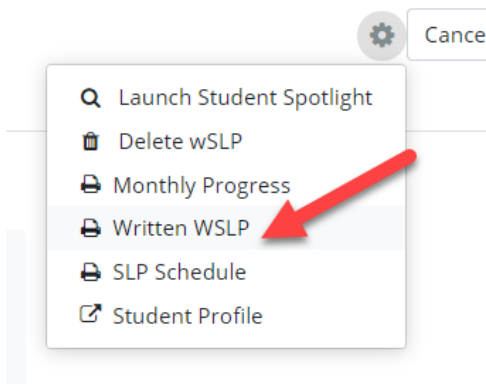 Cance
Launch Student Spotlight
Delete wSLP
Monthly Progress
Written WSLP
SLP Schedule
Student Profile